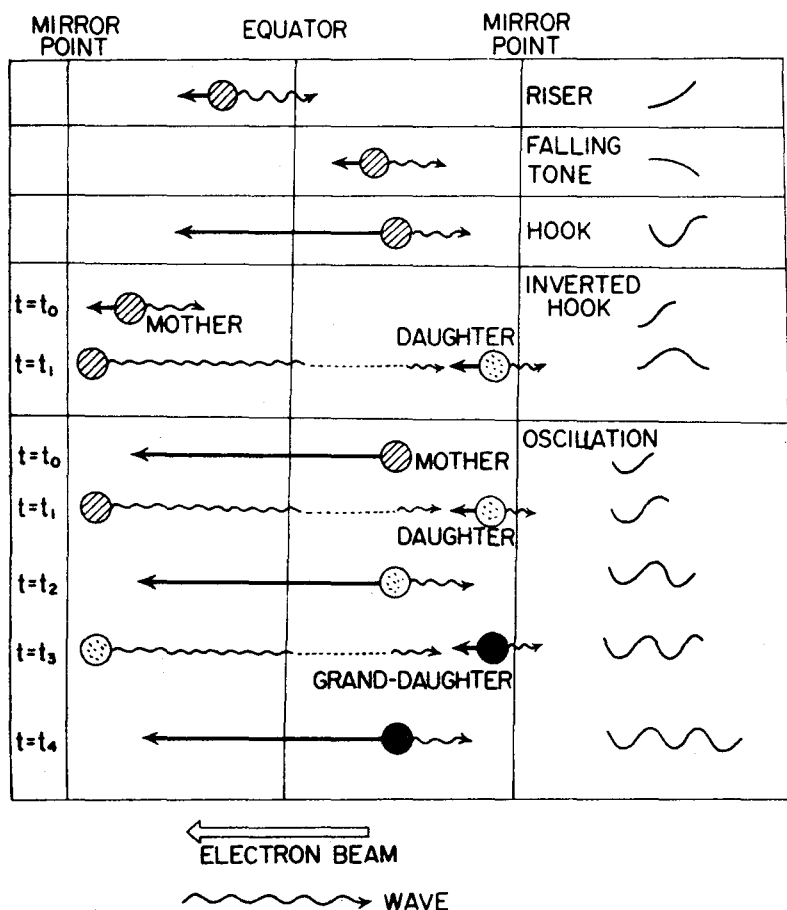 MIRROR POINT
EQUATOR
MIRROR POINT
RISER
FALLING TONE
HOOK
INVERTED HOOK
t=t₀
MOTHER
DAUGHTER
t=t₁
OSCILLATION
t=t₀
MOTHER
t=t₁
DAUGHTER
t=t₂
t=t₃
GRAND-DAUGHTER
t=t₄
ELECTRON BEAM
WAVE